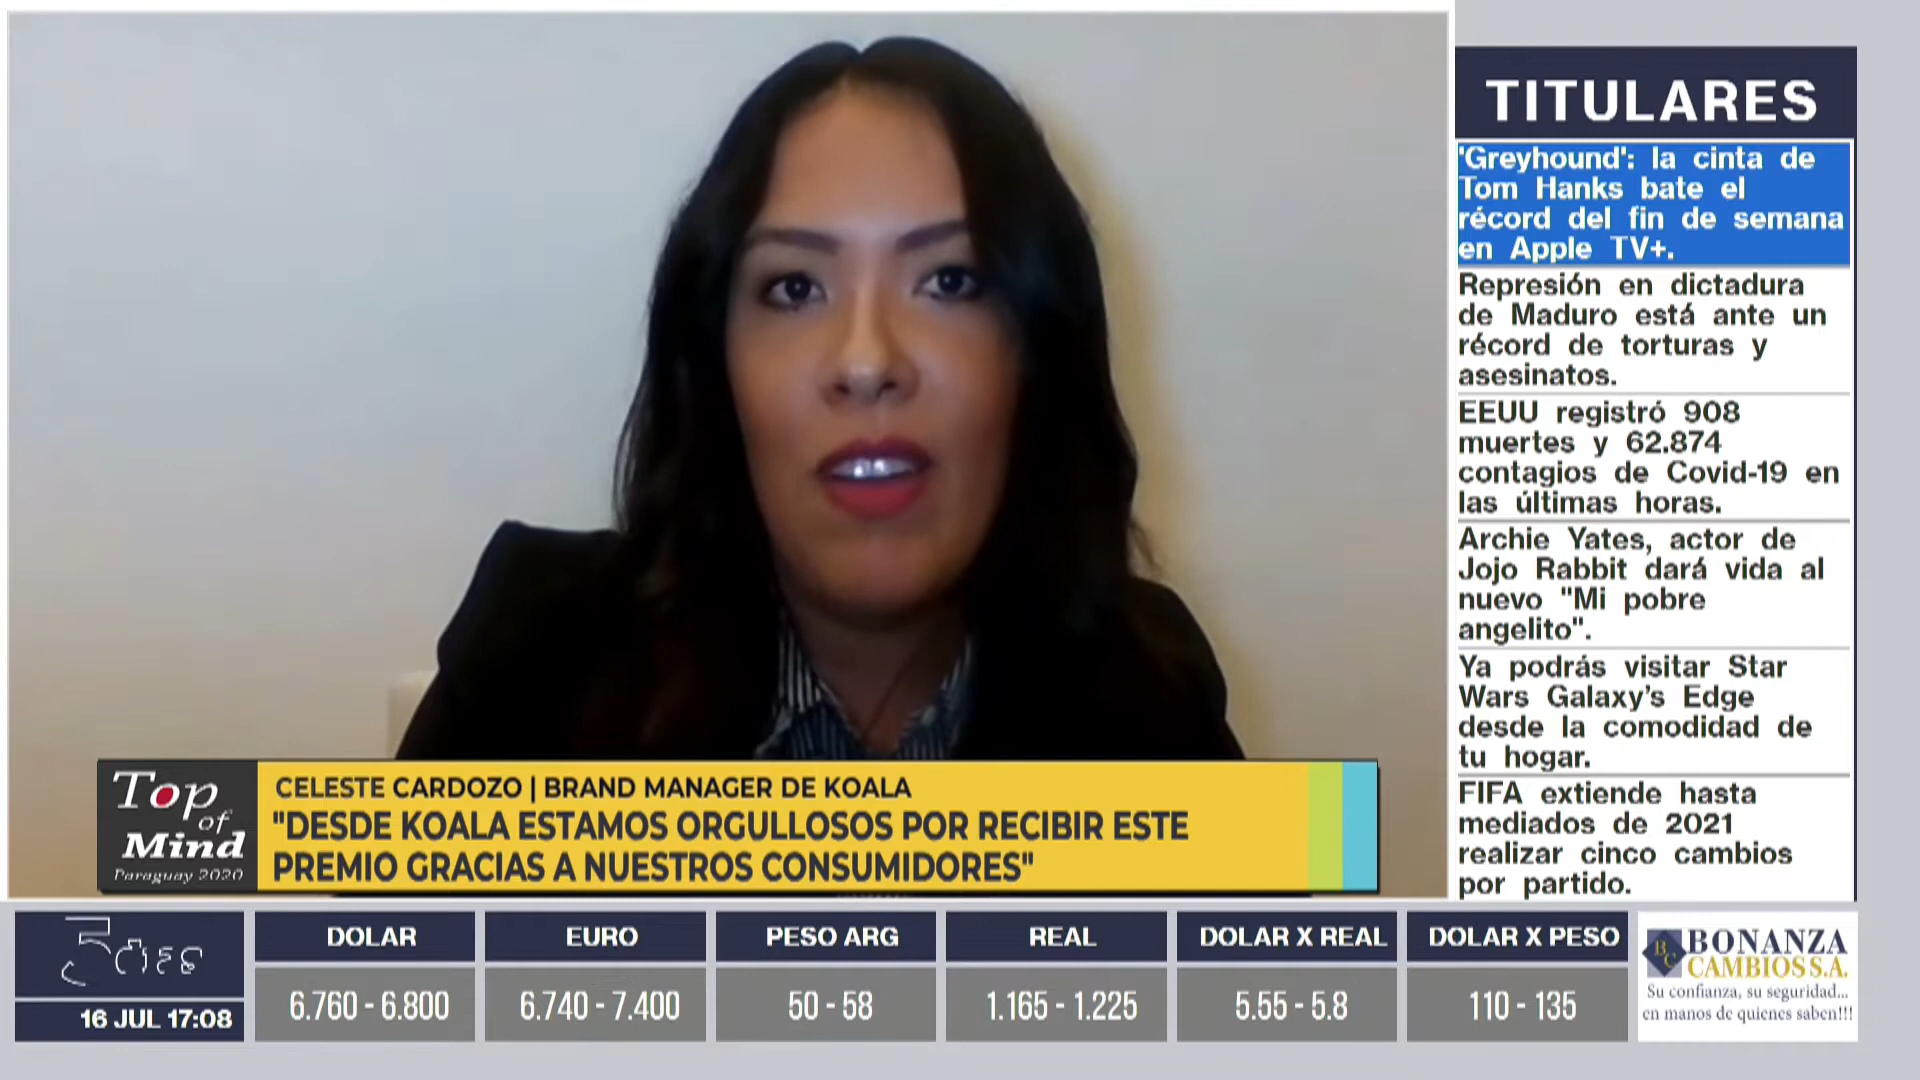 TITULARES
'Greyhound': la cinta de
Tom Hanks bate el
récord del fin de semana
en Apple TV+.
Represión en dictadura
de Maduro está ante un
récord de torturas y
asesinatos.
EEUU registró 908
muertes y 62.874
contagios de Covid-19 en
las últimas horas.
Archie Yates, actor de
Jojo Rabbit dará vida al
nuevo "Mi pobre
angelito".
Ya podrás visitar Star
Wars Galaxy's Edge
desde la comodidad de
tu hogar.
FIFA extiende hasta
mediados de 2021
realizar cinco cambios
por partido.
Top
of
Mind
Paraguay 2020
CELESTE CARDOZO | BRAND MANAGER DE KOALA
"DESDE KOALA ESTAMOS ORGULLOSOS POR RECIBIR ESTE
PREMIO GRACIAS A NUESTROS CONSUMIDORES"
16 JUL 17:08
DOLAR
6.760 - 6.800
EURO
6.740 - 7.400
PESO ARG
50 - 58
REAL
1.165 - 1.225
DOLAR X REAL
5.55 - 5.8
DOLAR X PESO
110 - 135
BC
BONANZA
CAMBIOS S.A.
Su confianza, su seguridad...
en manos de quienes saben!!!